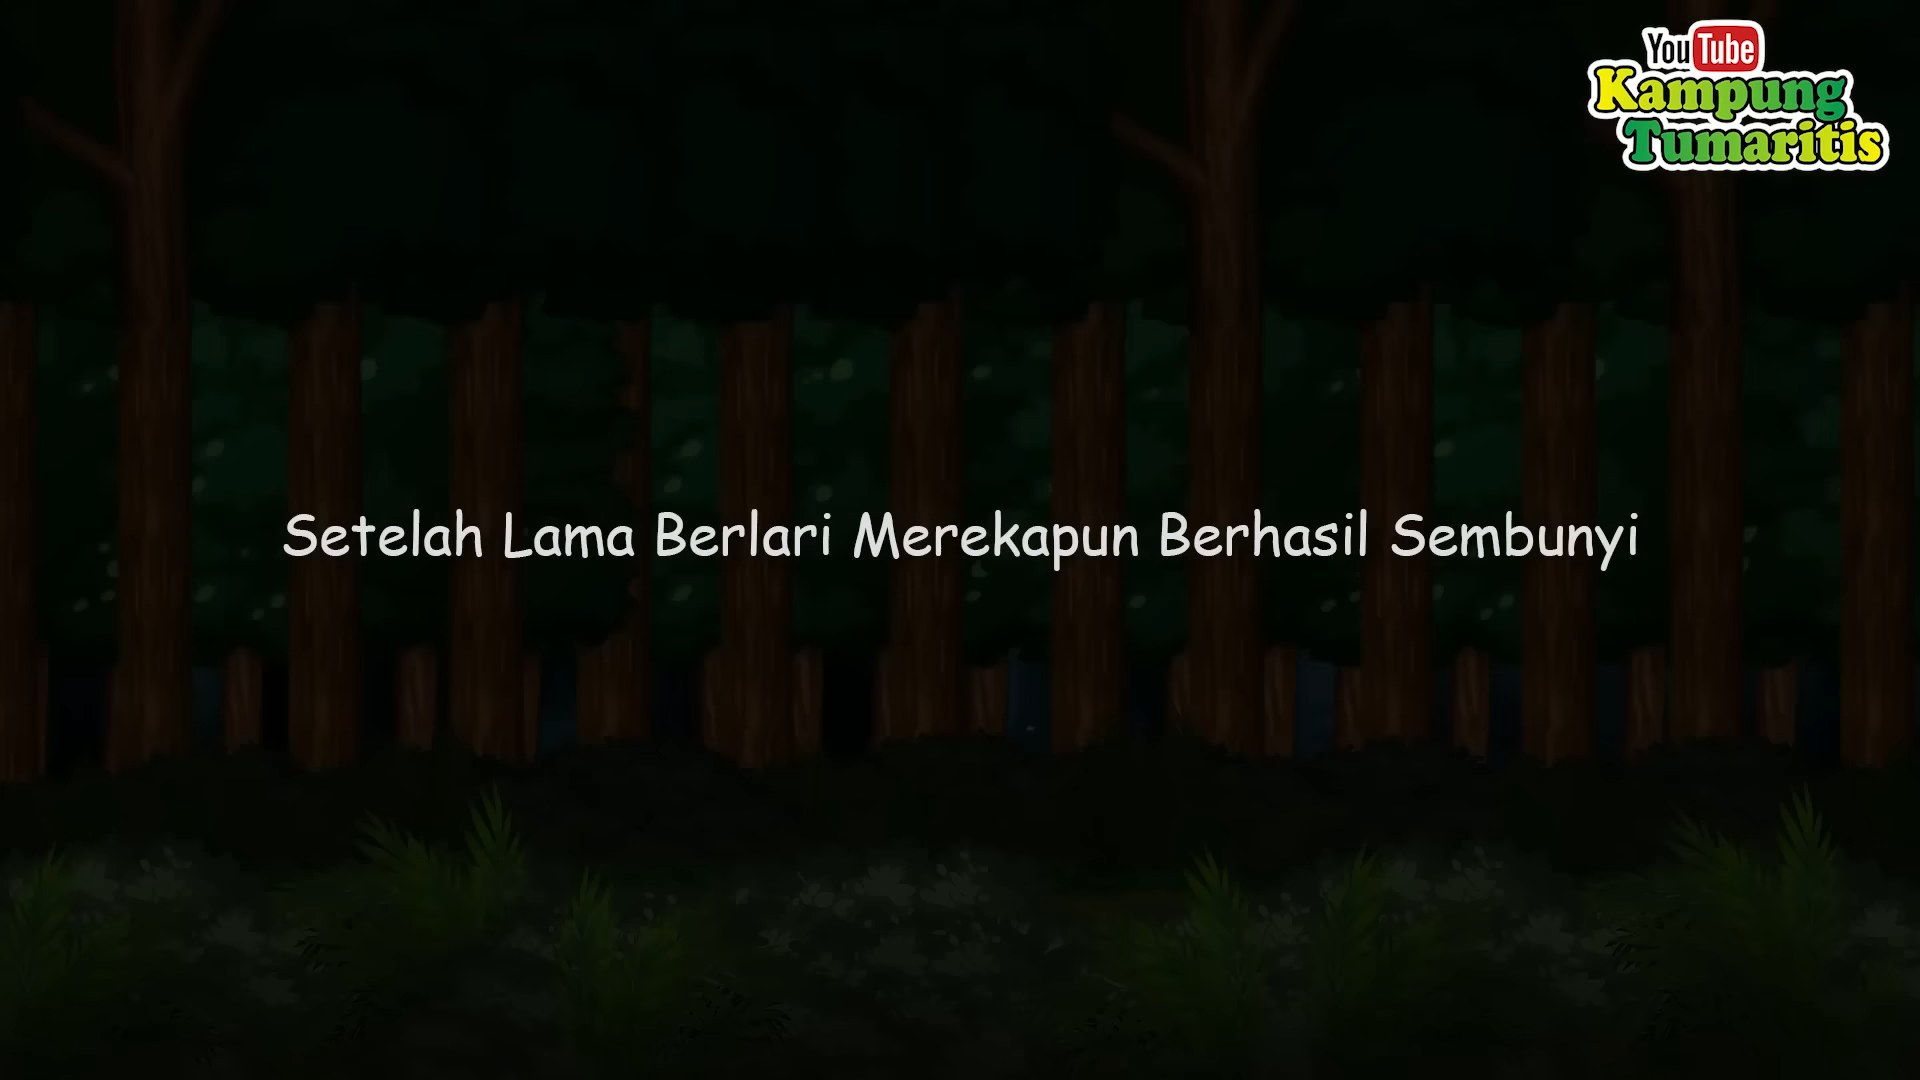 YouTube
Kampung
Tumaritis
Setelah Lama Berlari Merekapun Berhasil Sembunyi